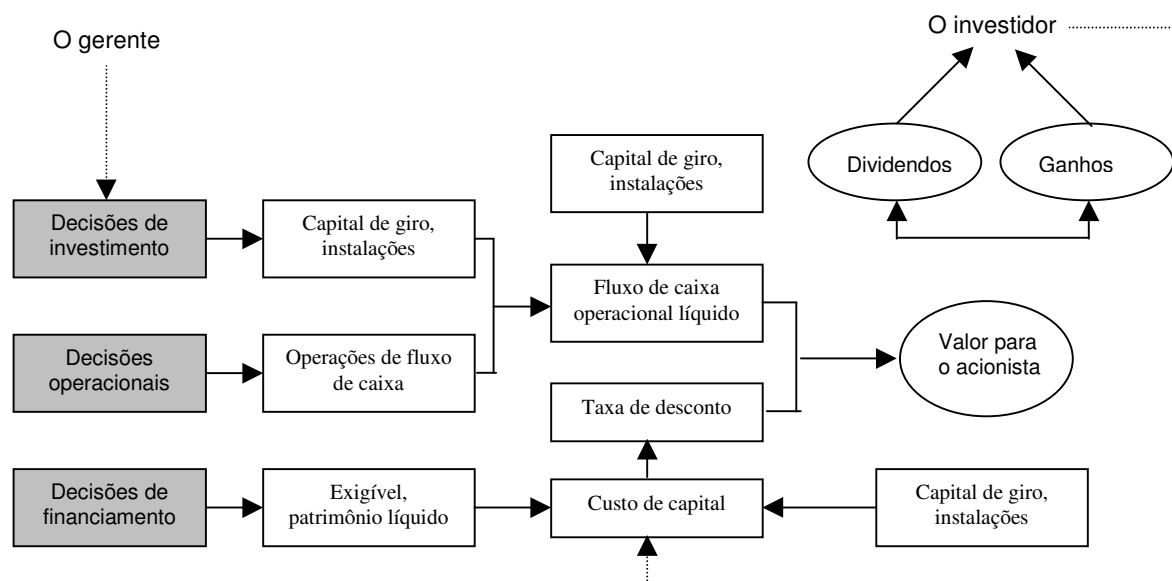 O gerente
O investidor
Capital de giro,
instalações
Dividendos
Ganhos
Decisões de
investimento
Capital de giro,
instalações
Fluxo de caixa
operacional líquido
Decisões
operacionais
Operações de fluxo
de caixa
Valor para
o acionista
Taxa de desconto
Decisões de
financiamento
Exigível,
patrimônio líquido
Custo de capital
Capital de giro,
instalações